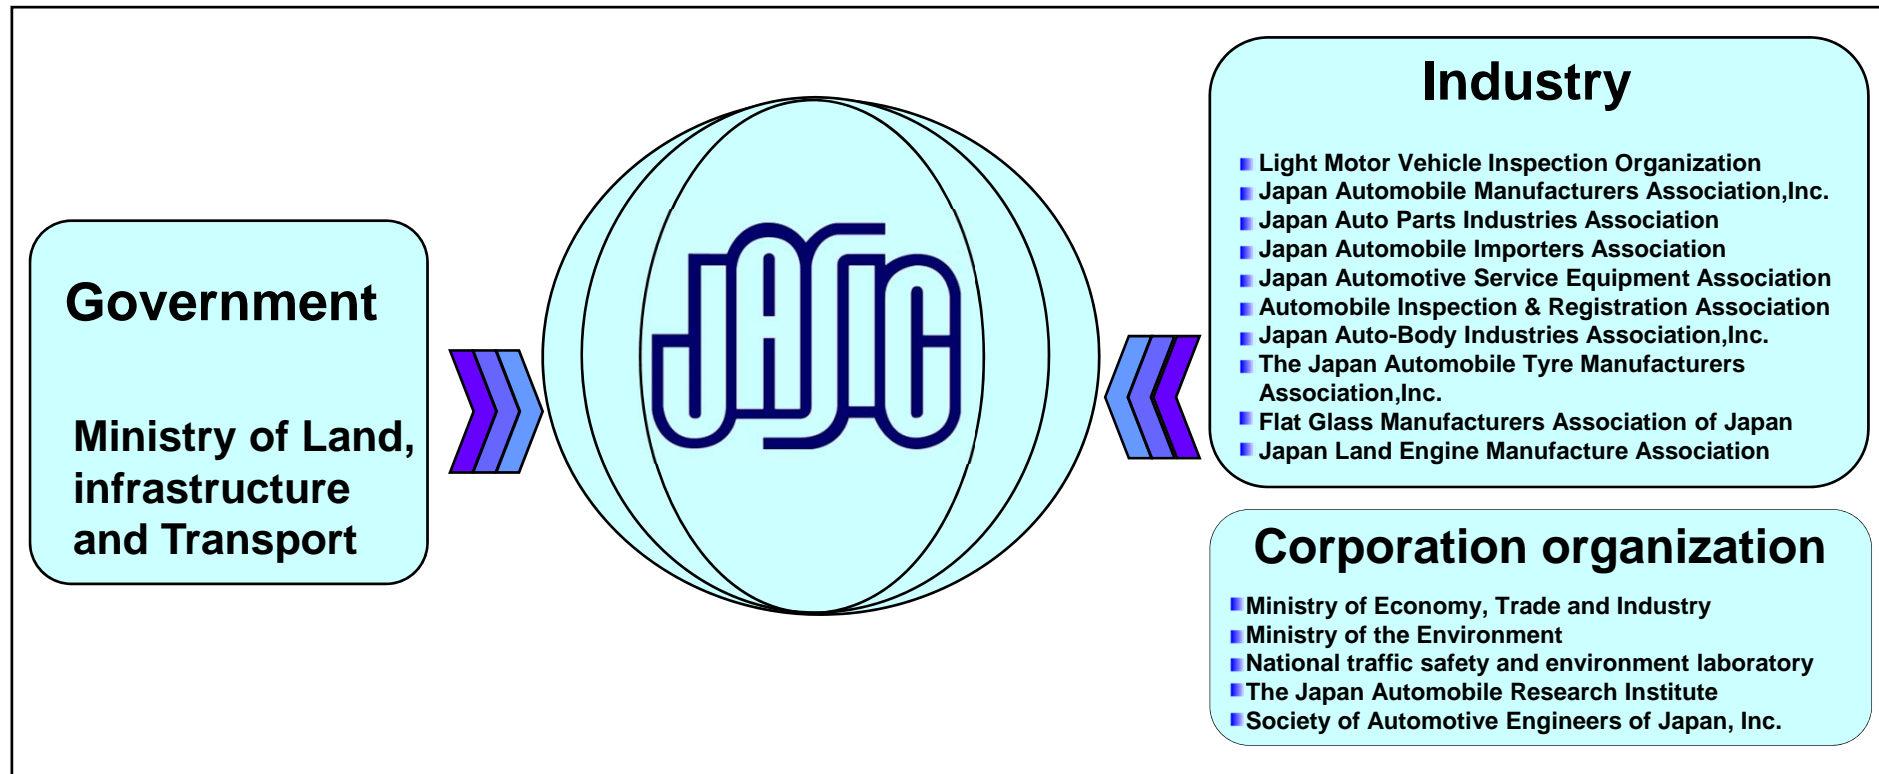 Government
Ministry of Land,
infrastructure
and Transport
JASIC
Industry
Light Motor Vehicle Inspection Organization
Japan Automobile Manufacturers Association,Inc.
Japan Auto Parts Industries Association
Japan Automobile Importers Association
Japan Automotive Service Equipment Association
Automobile Inspection & Registration Association
Japan Auto-Body Industries Association,Inc.
The Japan Automobile Tyre Manufacturers
Association,Inc.
Flat Glass Manufacturers Association of Japan
Japan Land Engine Manufacture Association
Corporation organization
Ministry of Economy, Trade and Industry
Ministry of the Environment
National traffic safety and environment laboratory
The Japan Automobile Research Institute
Society of Automotive Engineers of Japan, Inc.